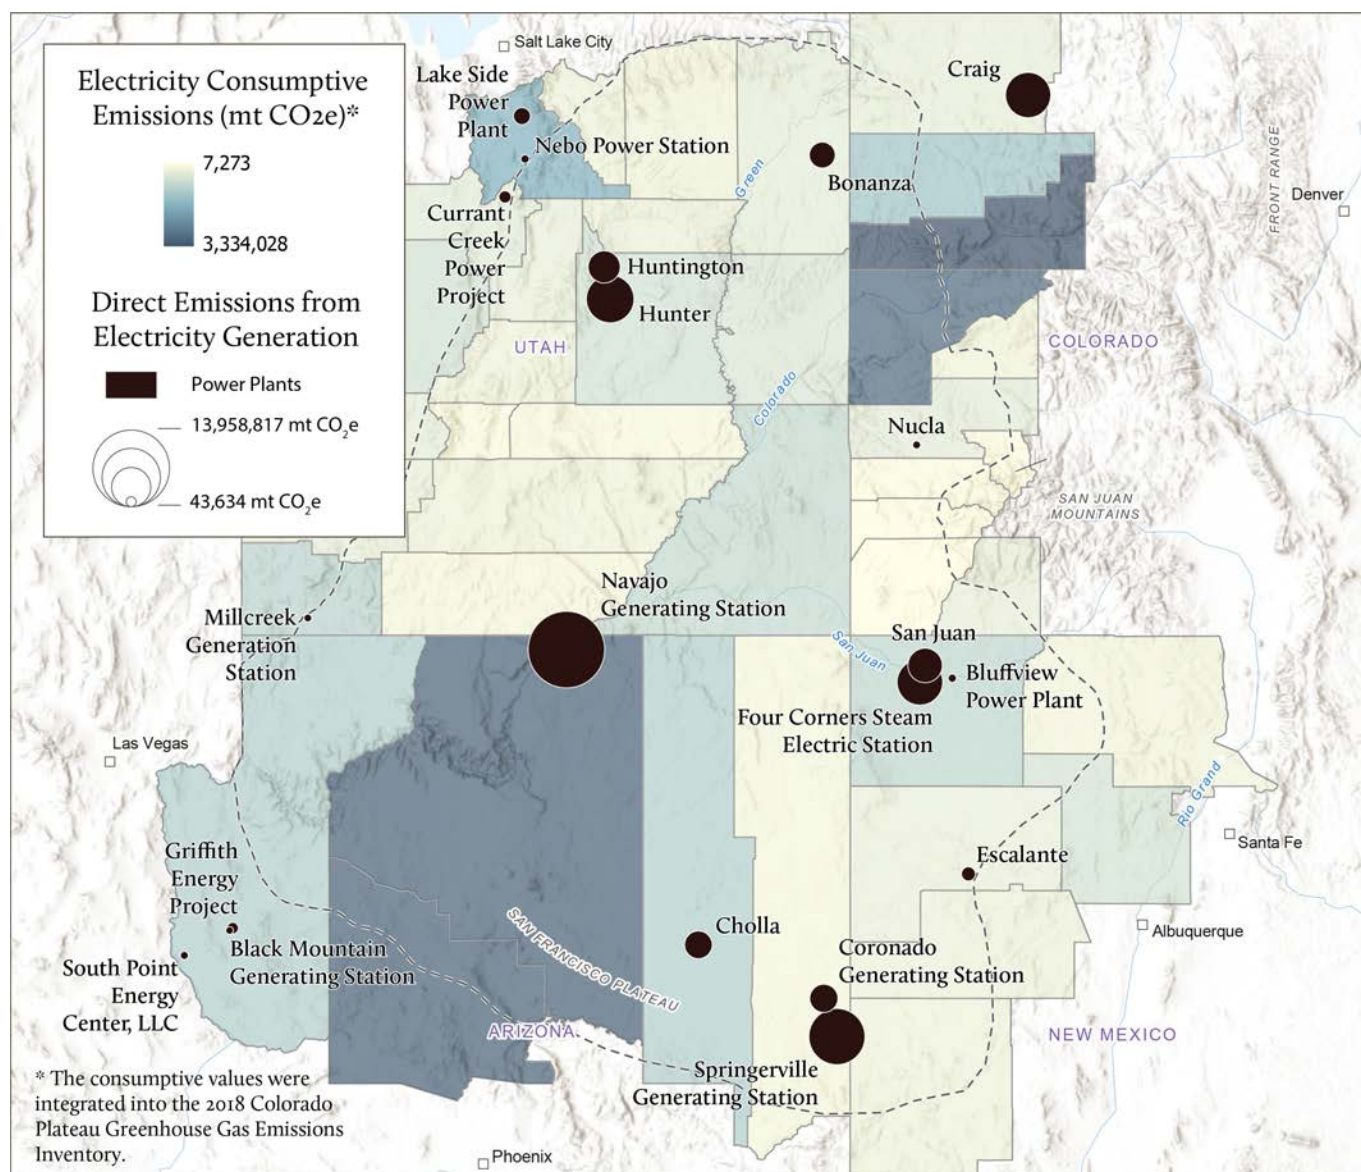 Electricity Consumptive
Emissions (mt CO2e)*
7,273
3,334,028
Direct Emissions from
Electricity Generation
Power Plants
13,958,817 mt CO₂e
43,634 mt CO₂e
Salt Lake City
Lake Side
Power
Plant
Nebo Power Station
Craig
Green
Bonanza
FRONT RANGE
Denver
Currant
Creek
Power
Project
Huntington
Hunter
UTAH
COLORADO
Colorado
Nucla
SAN JUAN
MOUNTAINS
Navajo
Generating Station
Millcreek
Generation
Station
San Juan
San Juan
Bluffview
Power Plant
Four Corners Steam
Electric Station
Las Vegas
Rio Grand
Santa Fe
Griffith
Energy
Project
Escalante
Black Mountain
Generating Station
South Point
Energy
Center, LLC
SAN FRANCISCO PLATEAU
Cholla
Coronado
Generating Station
Albuquerque
ARIZONA
NEW MEXICO
Springerville
Generating Station
* The consumptive values were
integrated into the 2018 Colorado
Plateau Greenhouse Gas Emissions
Inventory.
Phoenix